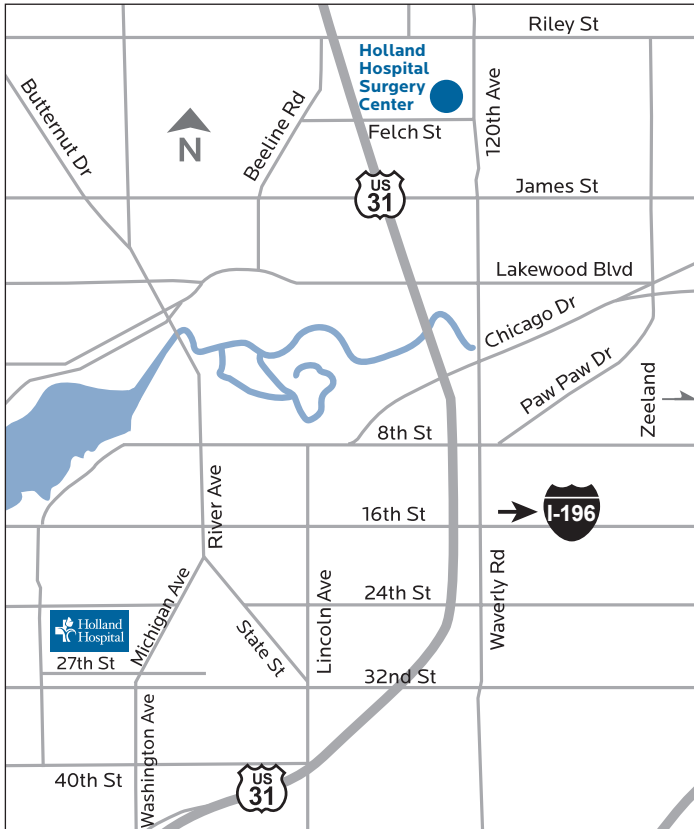 Riley St
Holland
Hospital
Surgery
Center
120th Ave
Butternut Dr
Beeline Rd
Felch St
N
US
31
James St
Lakewood Blvd
Chicago Dr
Paw Paw Dr
Zeeland
8th St
River Ave
16th St
I-196
Michigan Ave
Lincoln Ave
24th St
Waverly Rd
Holland
Hospital
State St
27th St
32nd St
Washington Ave
40th St
US
31